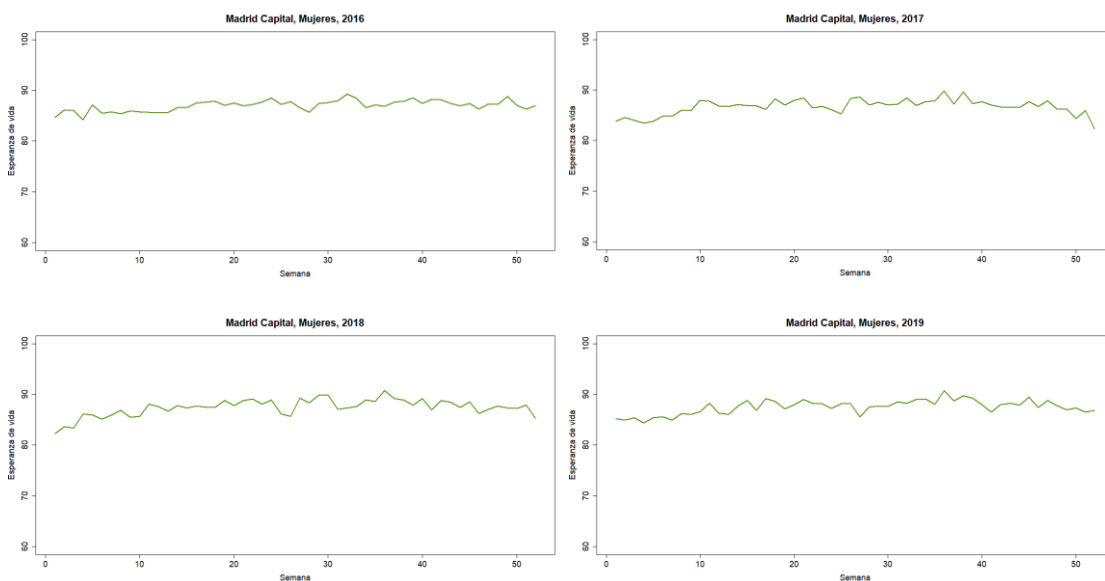 Madrid Capital, Mujeres, 2016
Esperanza de vida
100
90
80
70
60
0 10 20 30 40 50
Semana
Madrid Capital, Mujeres, 2017
Esperanza de vida
100
90
80
70
60
0 10 20 30 40 50
Semana
Madrid Capital, Mujeres, 2018
Esperanza de vida
100
90
80
70
60
0 10 20 30 40 50
Semana
Madrid Capital, Mujeres, 2019
Esperanza de vida
100
90
80
70
60
0 10 20 30 40 50
Semana